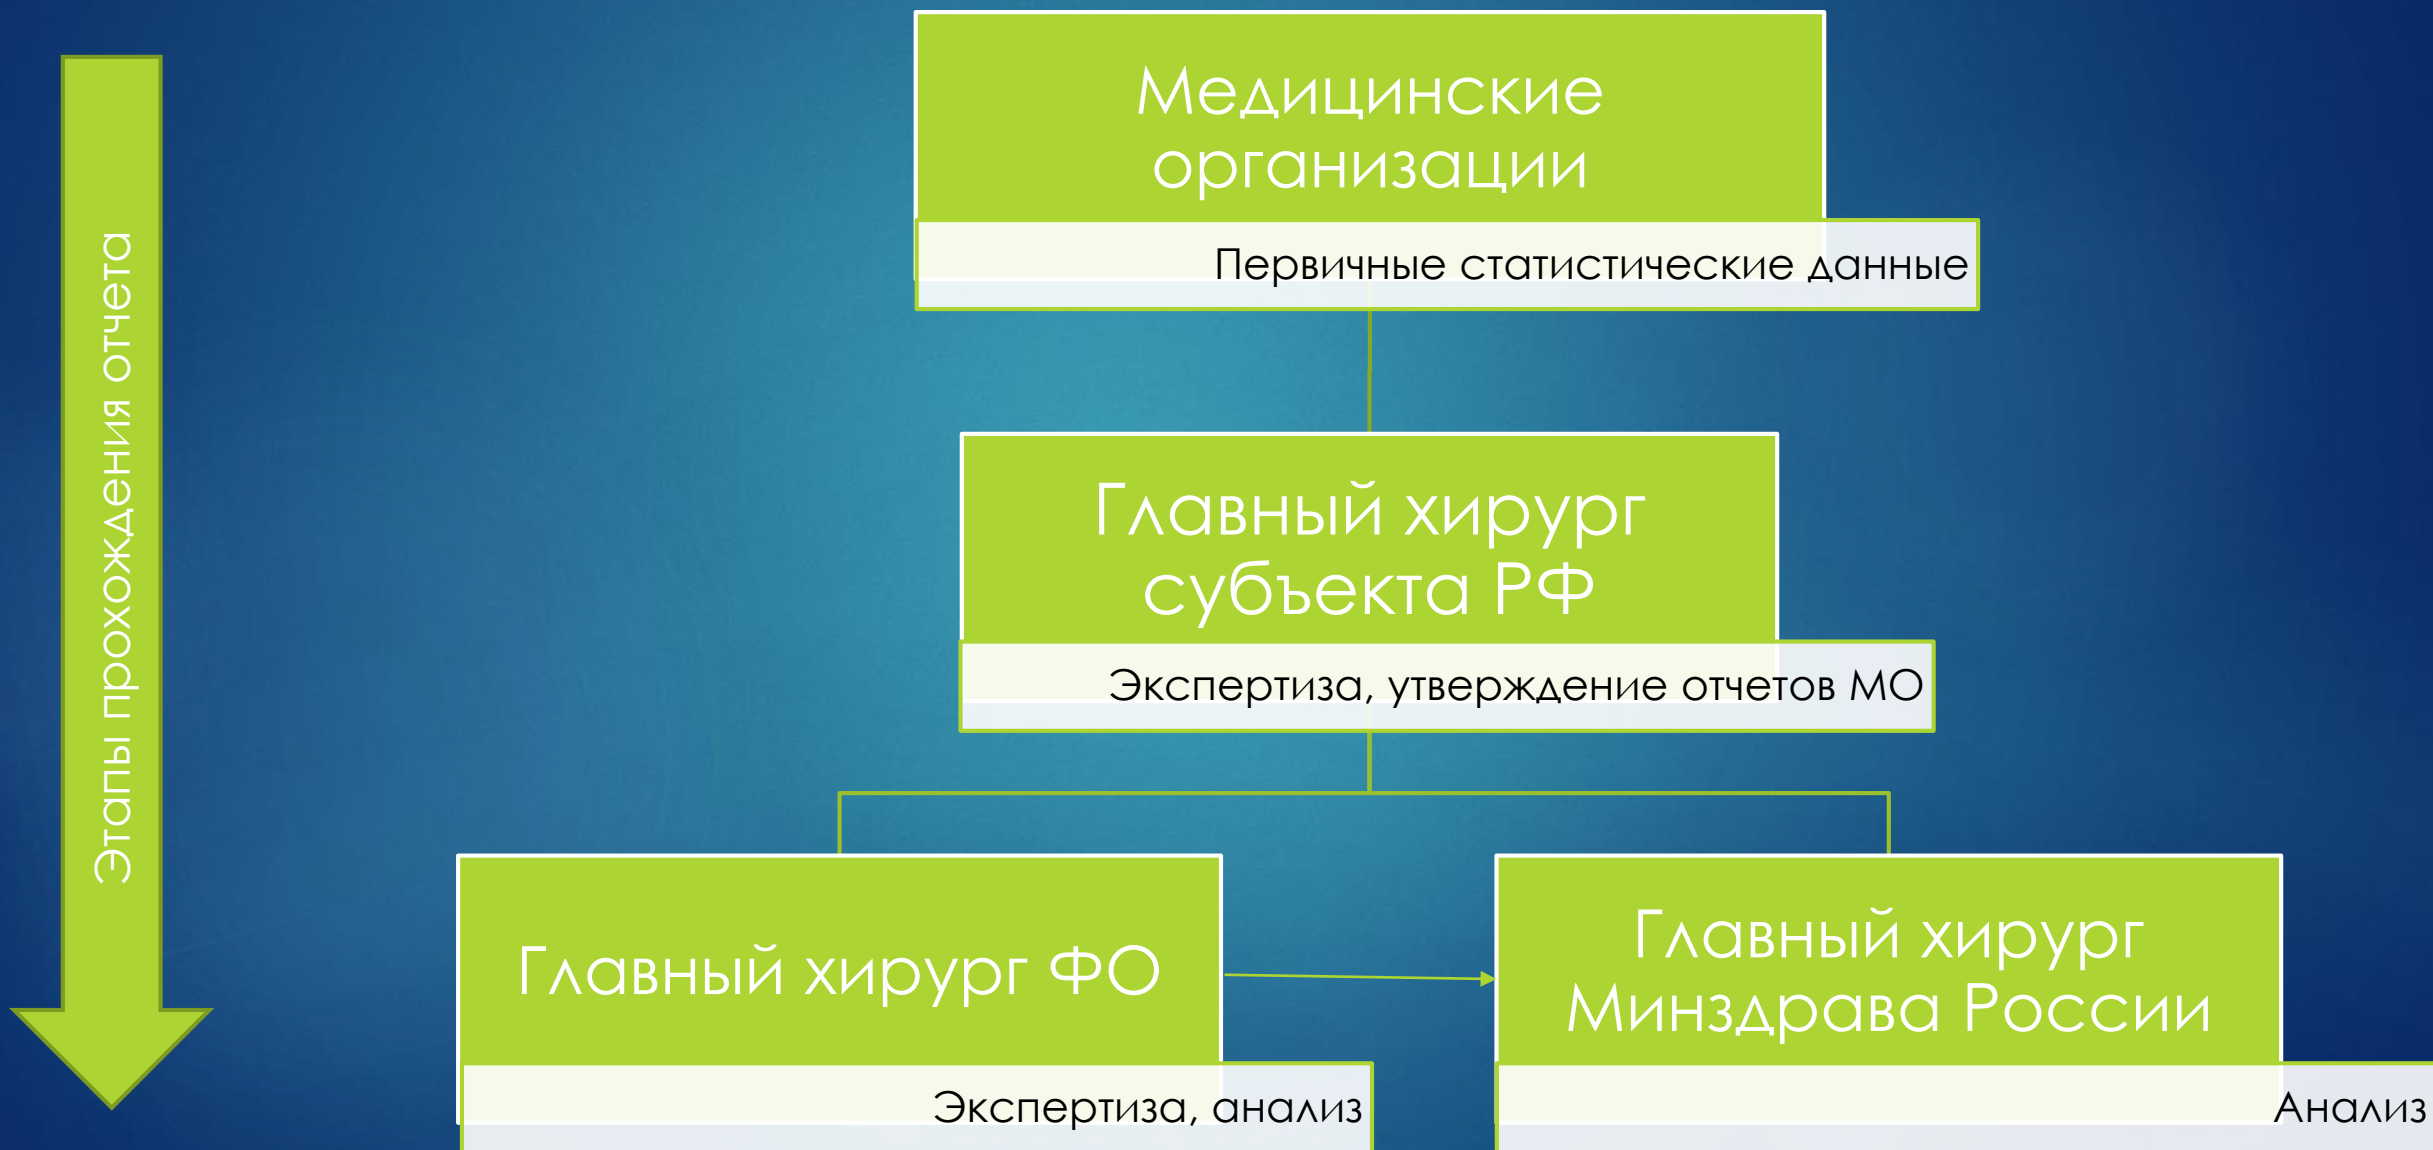 Этапы прохождения отчета
Медицинские
организации
Первичные статистические данные
Главный хирург
субъекта РФ
Экспертиза, утверждение отчетов МО
Главный хирург ФО
Экспертиза, анализ
Главный хирург
Минздрава России
Анализ